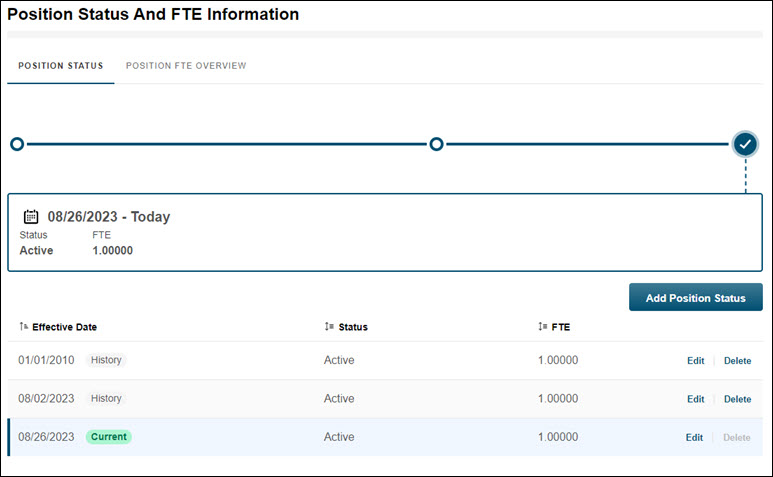 Position Status And FTE Information
POSITION STATUS POSITION FTE OVERVIEW
08/26/2023 - Today
Status FTE
Active 1.00000
Add Position Status
Effective Date Status FTE
01/01/2010 History Active 1.00000 Edit Delete
08/02/2023 History Active 1.00000 Edit Delete
08/26/2023 Current Active 1.00000 Edit Delete